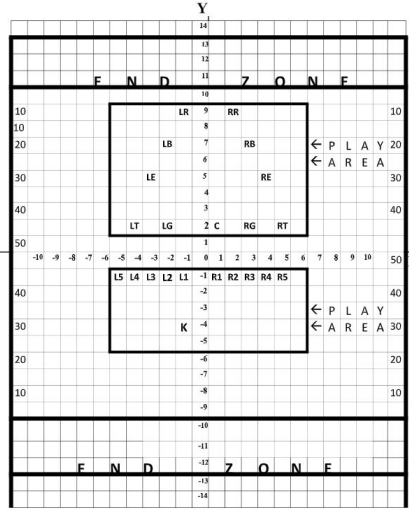 Y
14
13
12
E N D 11 Z O N E
10
10 LR 9 RR 10
10 8
20 LB 7 RB 20 ← P L A Y
6 ← A R E A
30 LE 5 RE 30
4
40 3 40
LT LG 2 C RG RT
50 1
-10 -9 -8 -7 -6 -5 -4 -3 -2 -1 0 1 2 3 4 5 6 7 8 9 10 50
L5 L4 L3 L2 L1 -1 R1 R2 R3 R4 R5
40 -2 40
-3 ← P L A Y
30 K -4 ← A R E A 30
-5
20 -6 20
-7
10 -8 10
-9
-10
-11
E N D -12 Z O N E
-13
-14